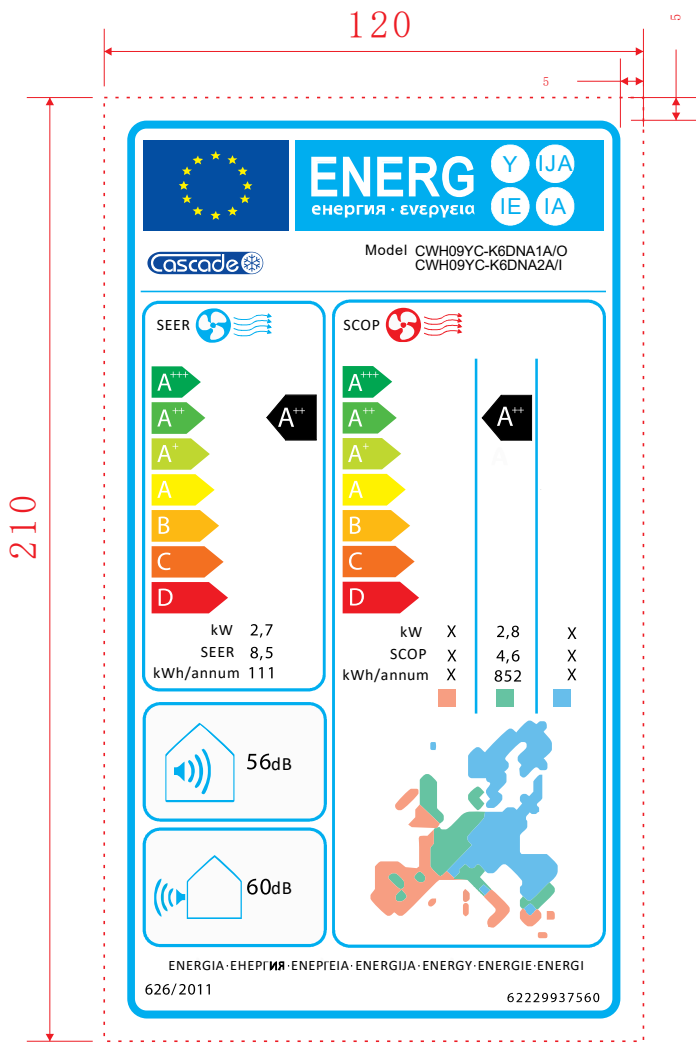 120
5
5
210
ENERG
енергия · ενεργεια
Y IJA
IE IA
Cascade
Model CWH09YC-K6DNA1A/O
CWH09YC-K6DNA2A/I
SEER
A+++
A++
A+
A
B
C
D
A++
kW 2,7
SEER 8,5
kWh/annum 111
SCOP
A+++
A++
A+
A
B
C
D
A++
kW X 2,8 X
SCOP X 4,6 X
kWh/annum X 852 X
56dB
60dB
ENERGIA·ЕНЕРГИЯ·ΕΝΕΡΓΕΙΑ·ENERGIJA·ENERGY·ENERGIE·ENERGI
626/2011
62229937560